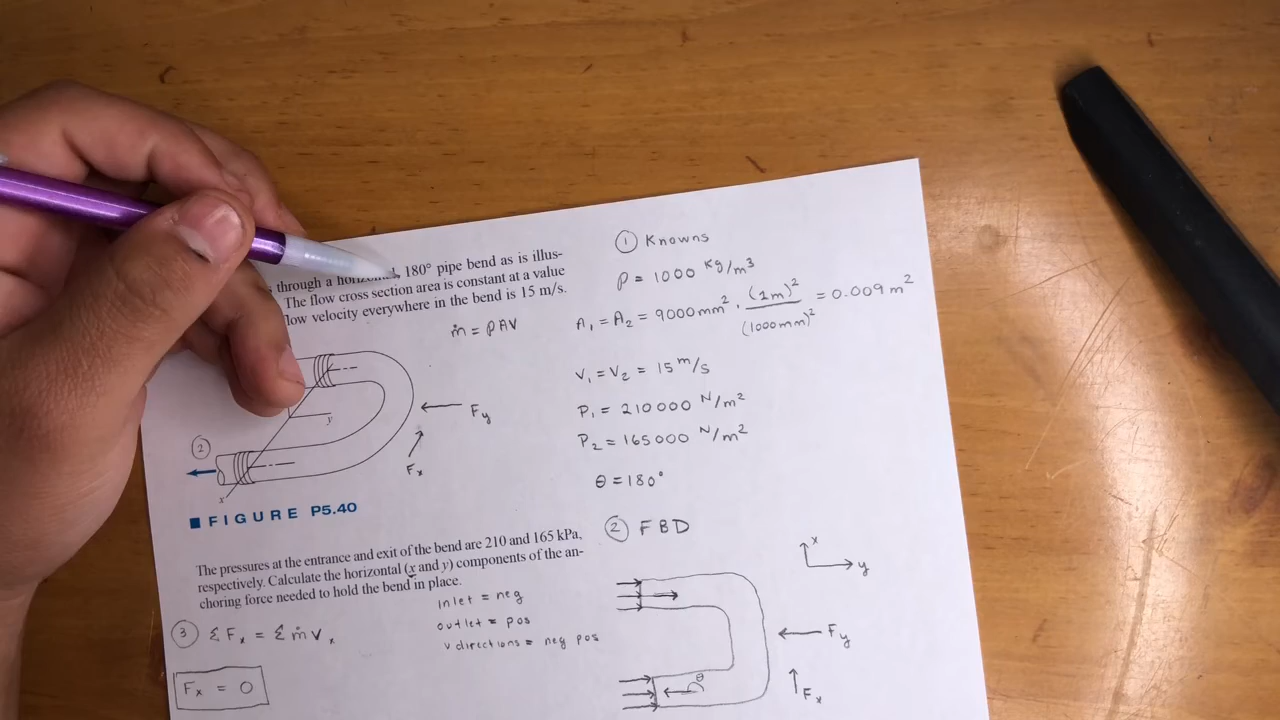 through a 180° pipe bend as is illus-
The flow cross section area is constant at a value
low velocity everywhere in the bend is 15 m/s.
ṁ = ρAV
y
Fy
Fx
②
x
FIGURE P5.40
The pressures at the entrance and exit of the bend are 210 and 165 kPa,
respectively. Calculate the horizontal (x and y) components of the an-
choring force needed to hold the bend in place.
inlet = neg
outlet = pos
v directions = neg pos
③ ΣFx = Σṁvx
Fx = 0
① Knowns
ρ = 1000 kg/m³
A₁ = A₂ = 9000mm² · (1m)²/(1000mm)² = 0.009 m²
V₁ = V₂ = 15 m/s
P₁ = 210000 N/m²
P₂ = 165000 N/m²
θ = 180°
② FBD
x
y
Fy
θ
Fx